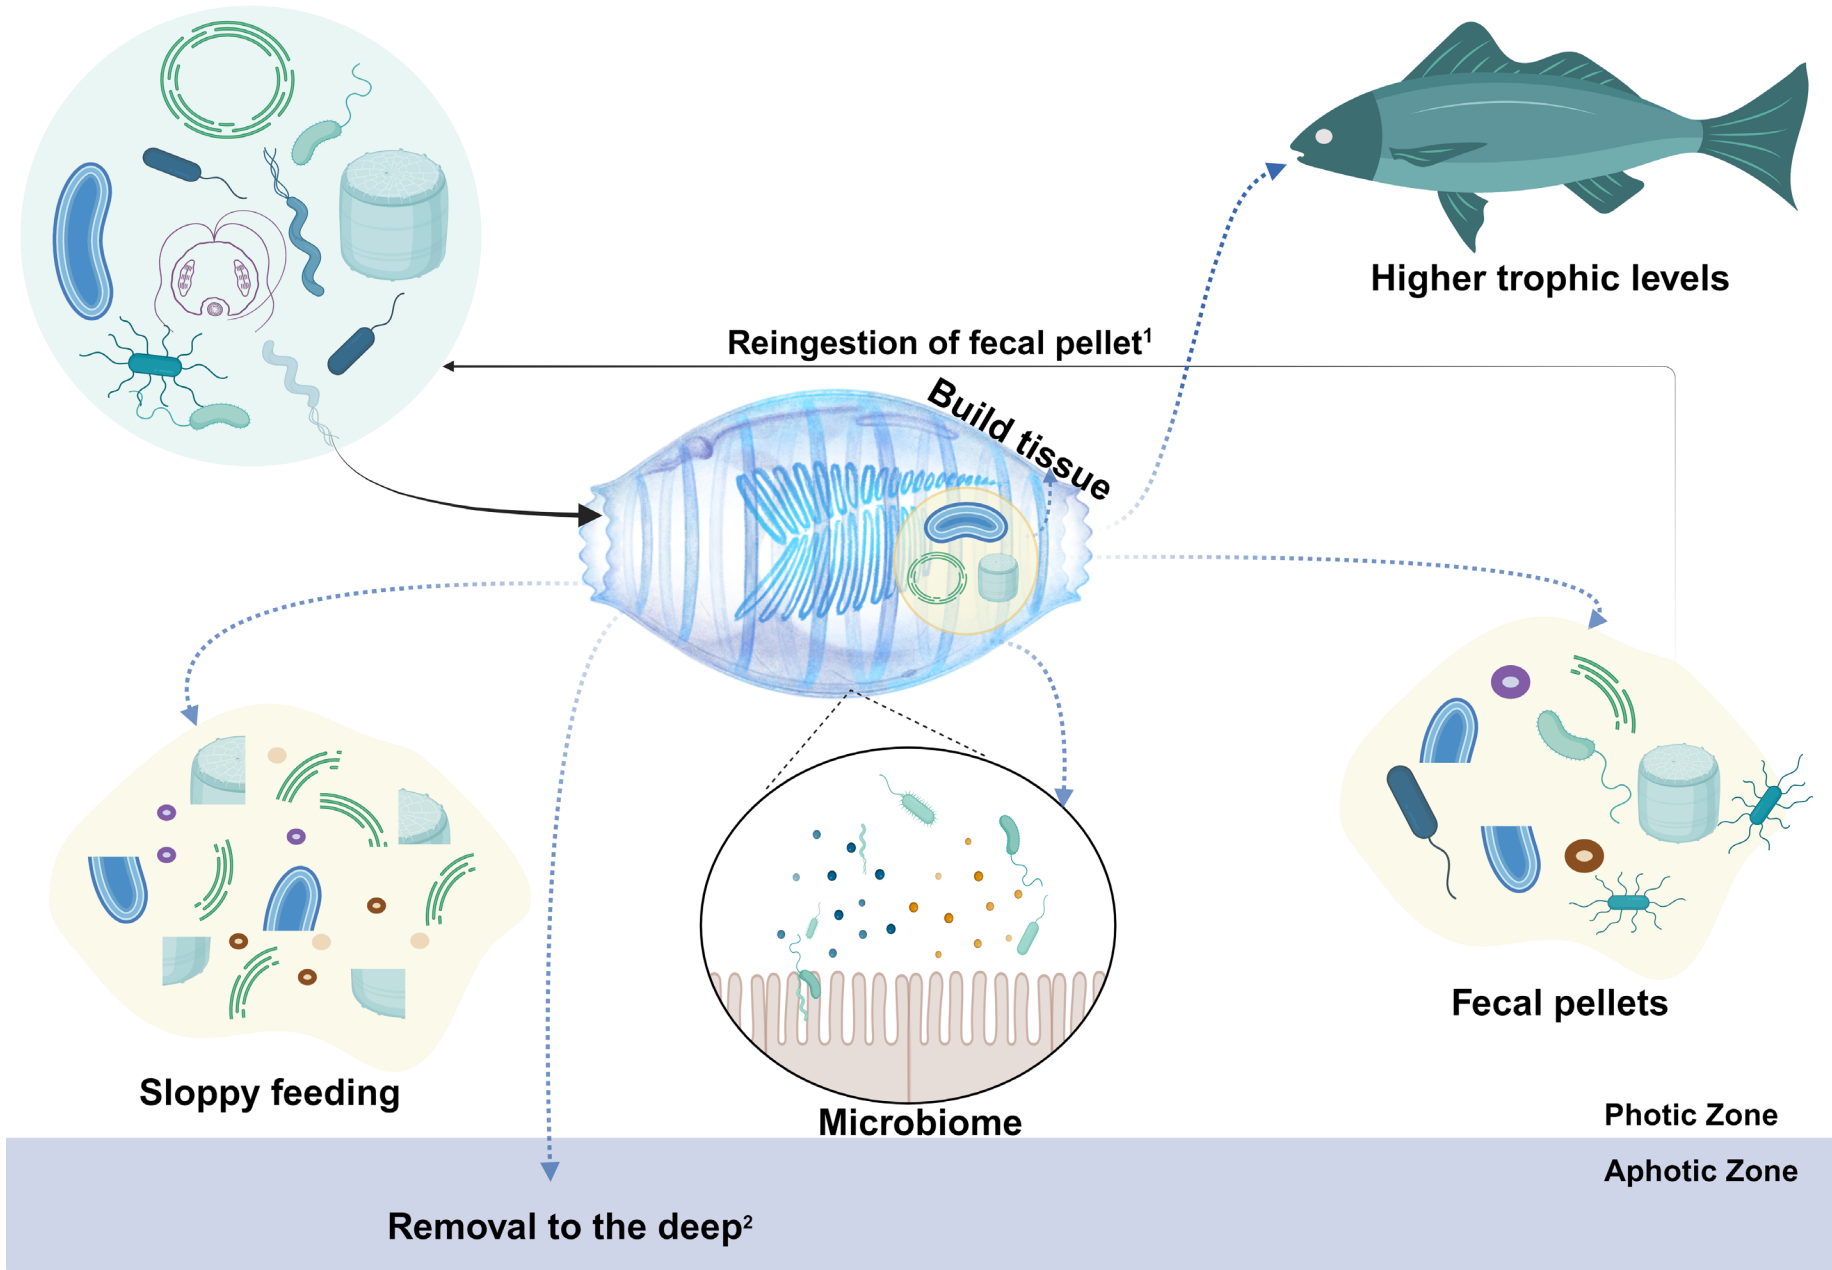 Higher trophic levels
Reingestion of fecal pellet¹
Build tissue
Fecal pellets
Sloppy feeding
Microbiome
Photic Zone
Aphotic Zone
Removal to the deep²